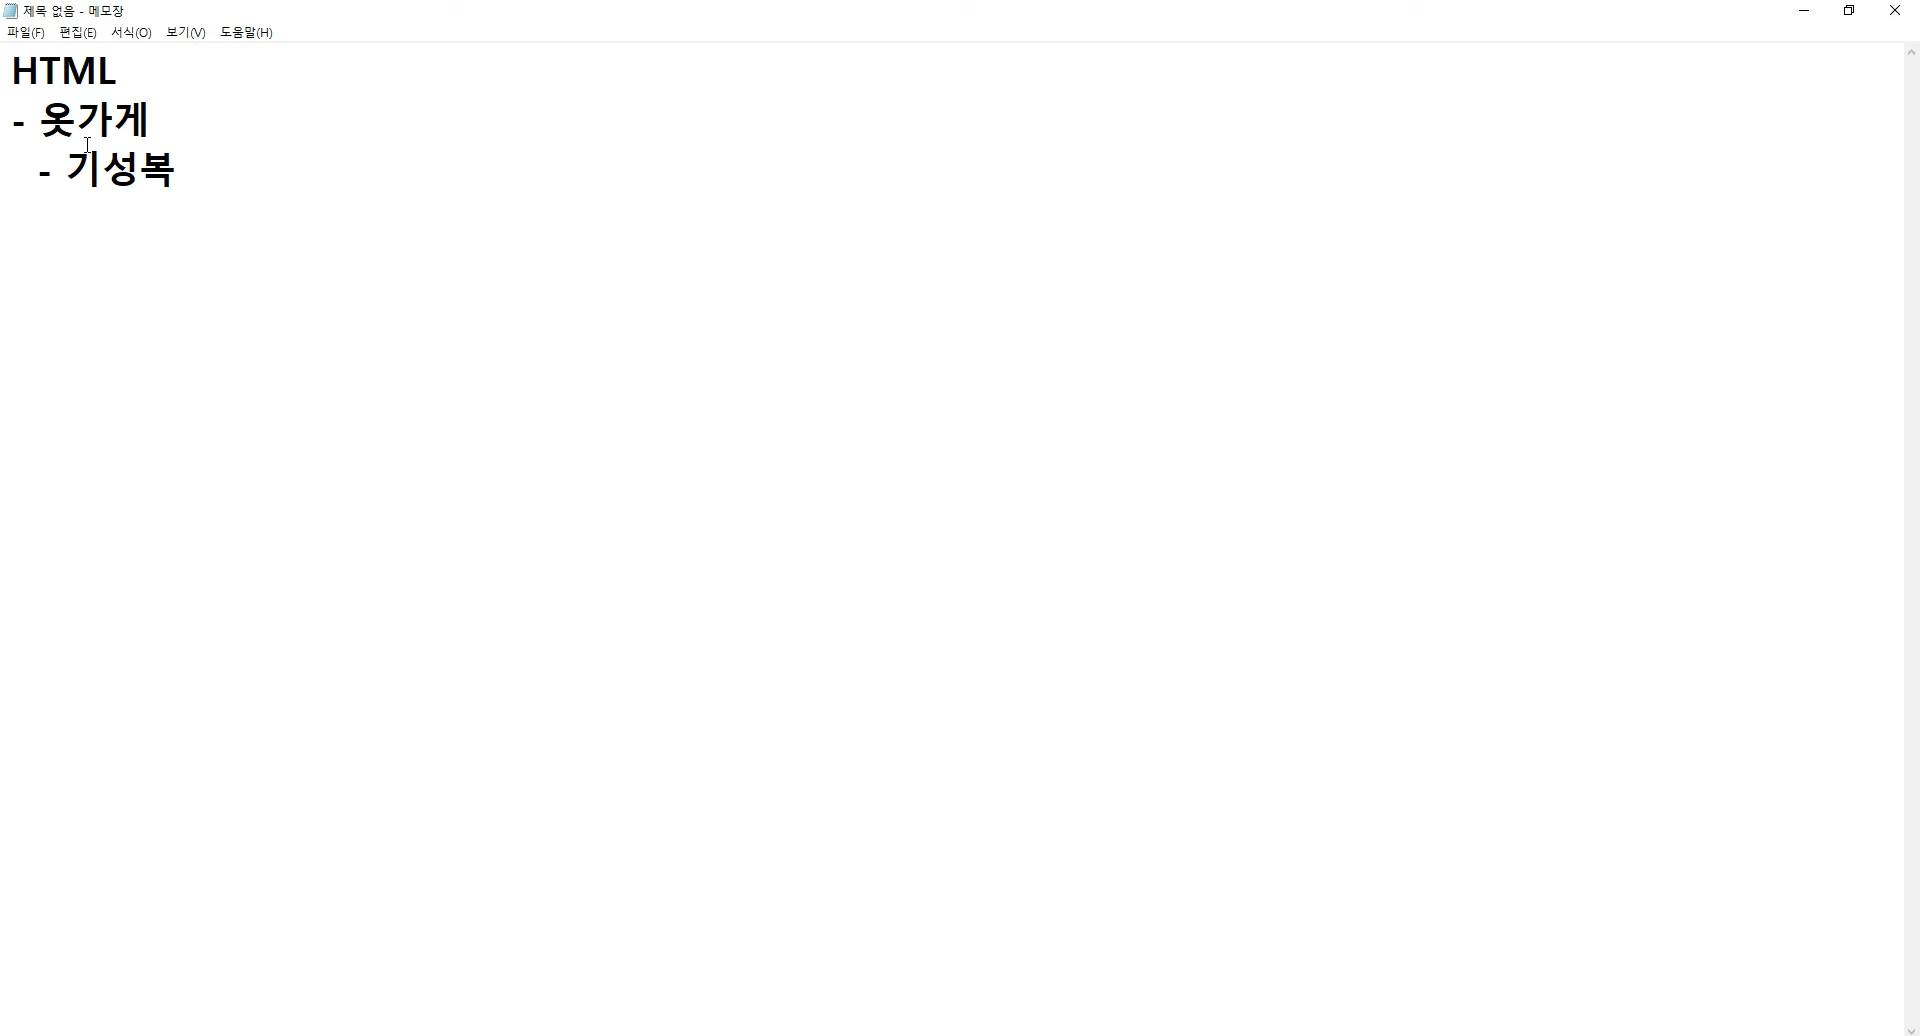 제목 없음 - 메모장
파일(F) 편집(E) 서식(O) 보기(V) 도움말(H)
HTML
- 옷가게
- 기성복